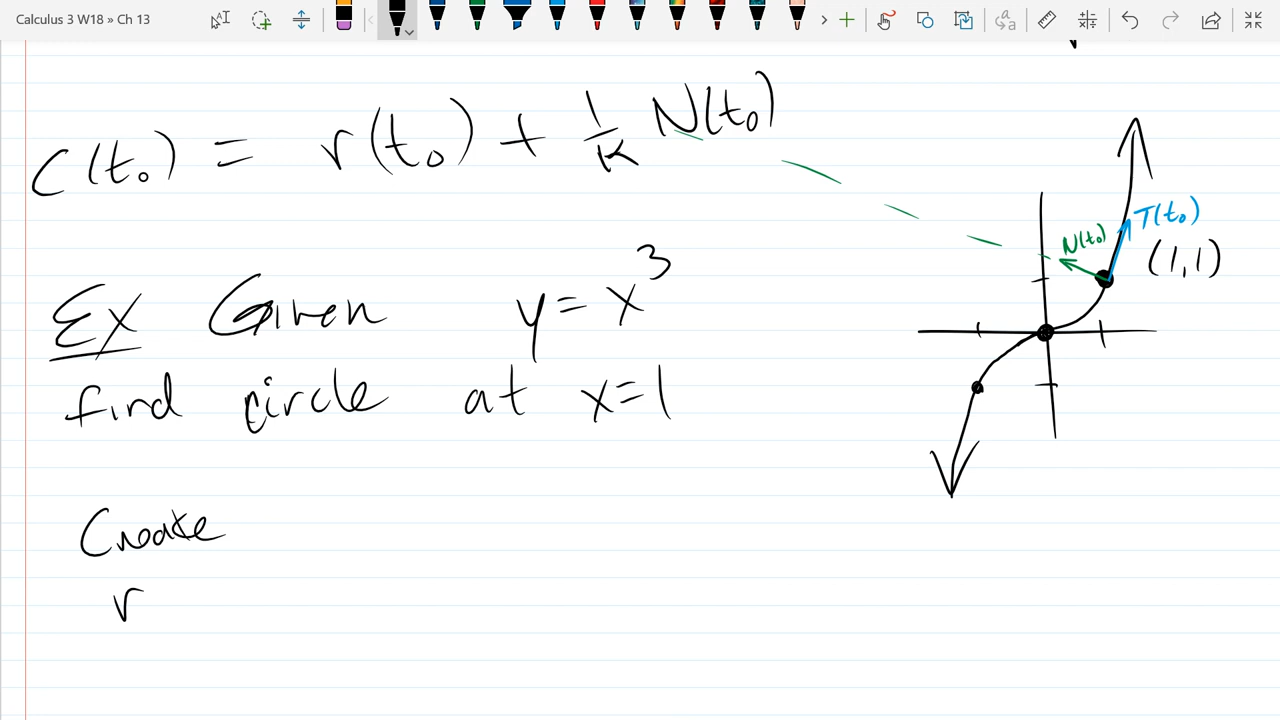 Calculus 3 W18 » Ch 13
C(t₀) = r(t₀) + 1/K N(t₀)
Ex Given y = x³
find circle at x=1
Create
r
T(t₀)
N(t₀)
(1,1)